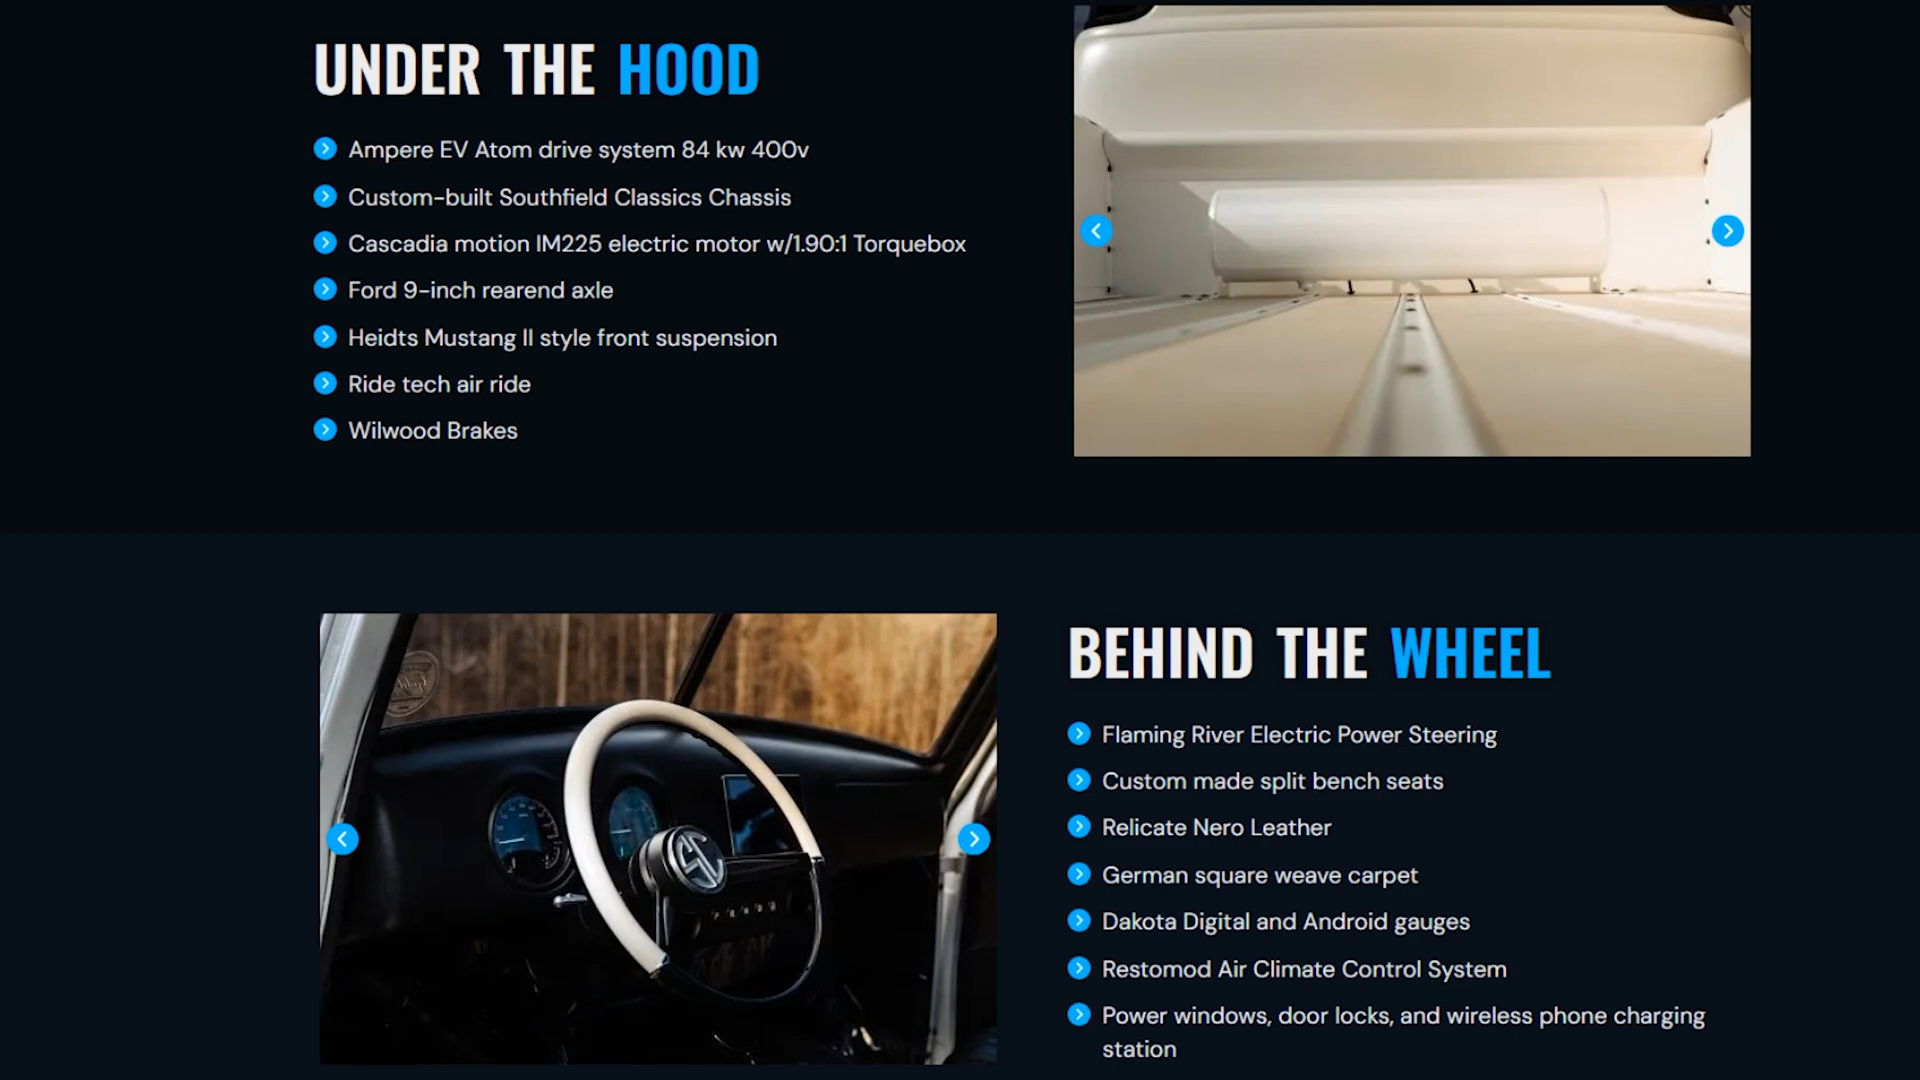 UNDER THE HOOD
Ampere EV Atom drive system 84 kw 400v
Custom-built Southfield Classics Chassis
Cascadia motion IM225 electric motor w/1.90:1 Torquebox
Ford 9-inch rearend axle
Heidts Mustang II style front suspension
Ride tech air ride
Wilwood Brakes
BEHIND THE WHEEL
Flaming River Electric Power Steering
Custom made split bench seats
Relicate Nero Leather
German square weave carpet
Dakota Digital and Android gauges
Restomod Air Climate Control System
Power windows, door locks, and wireless phone charging
station